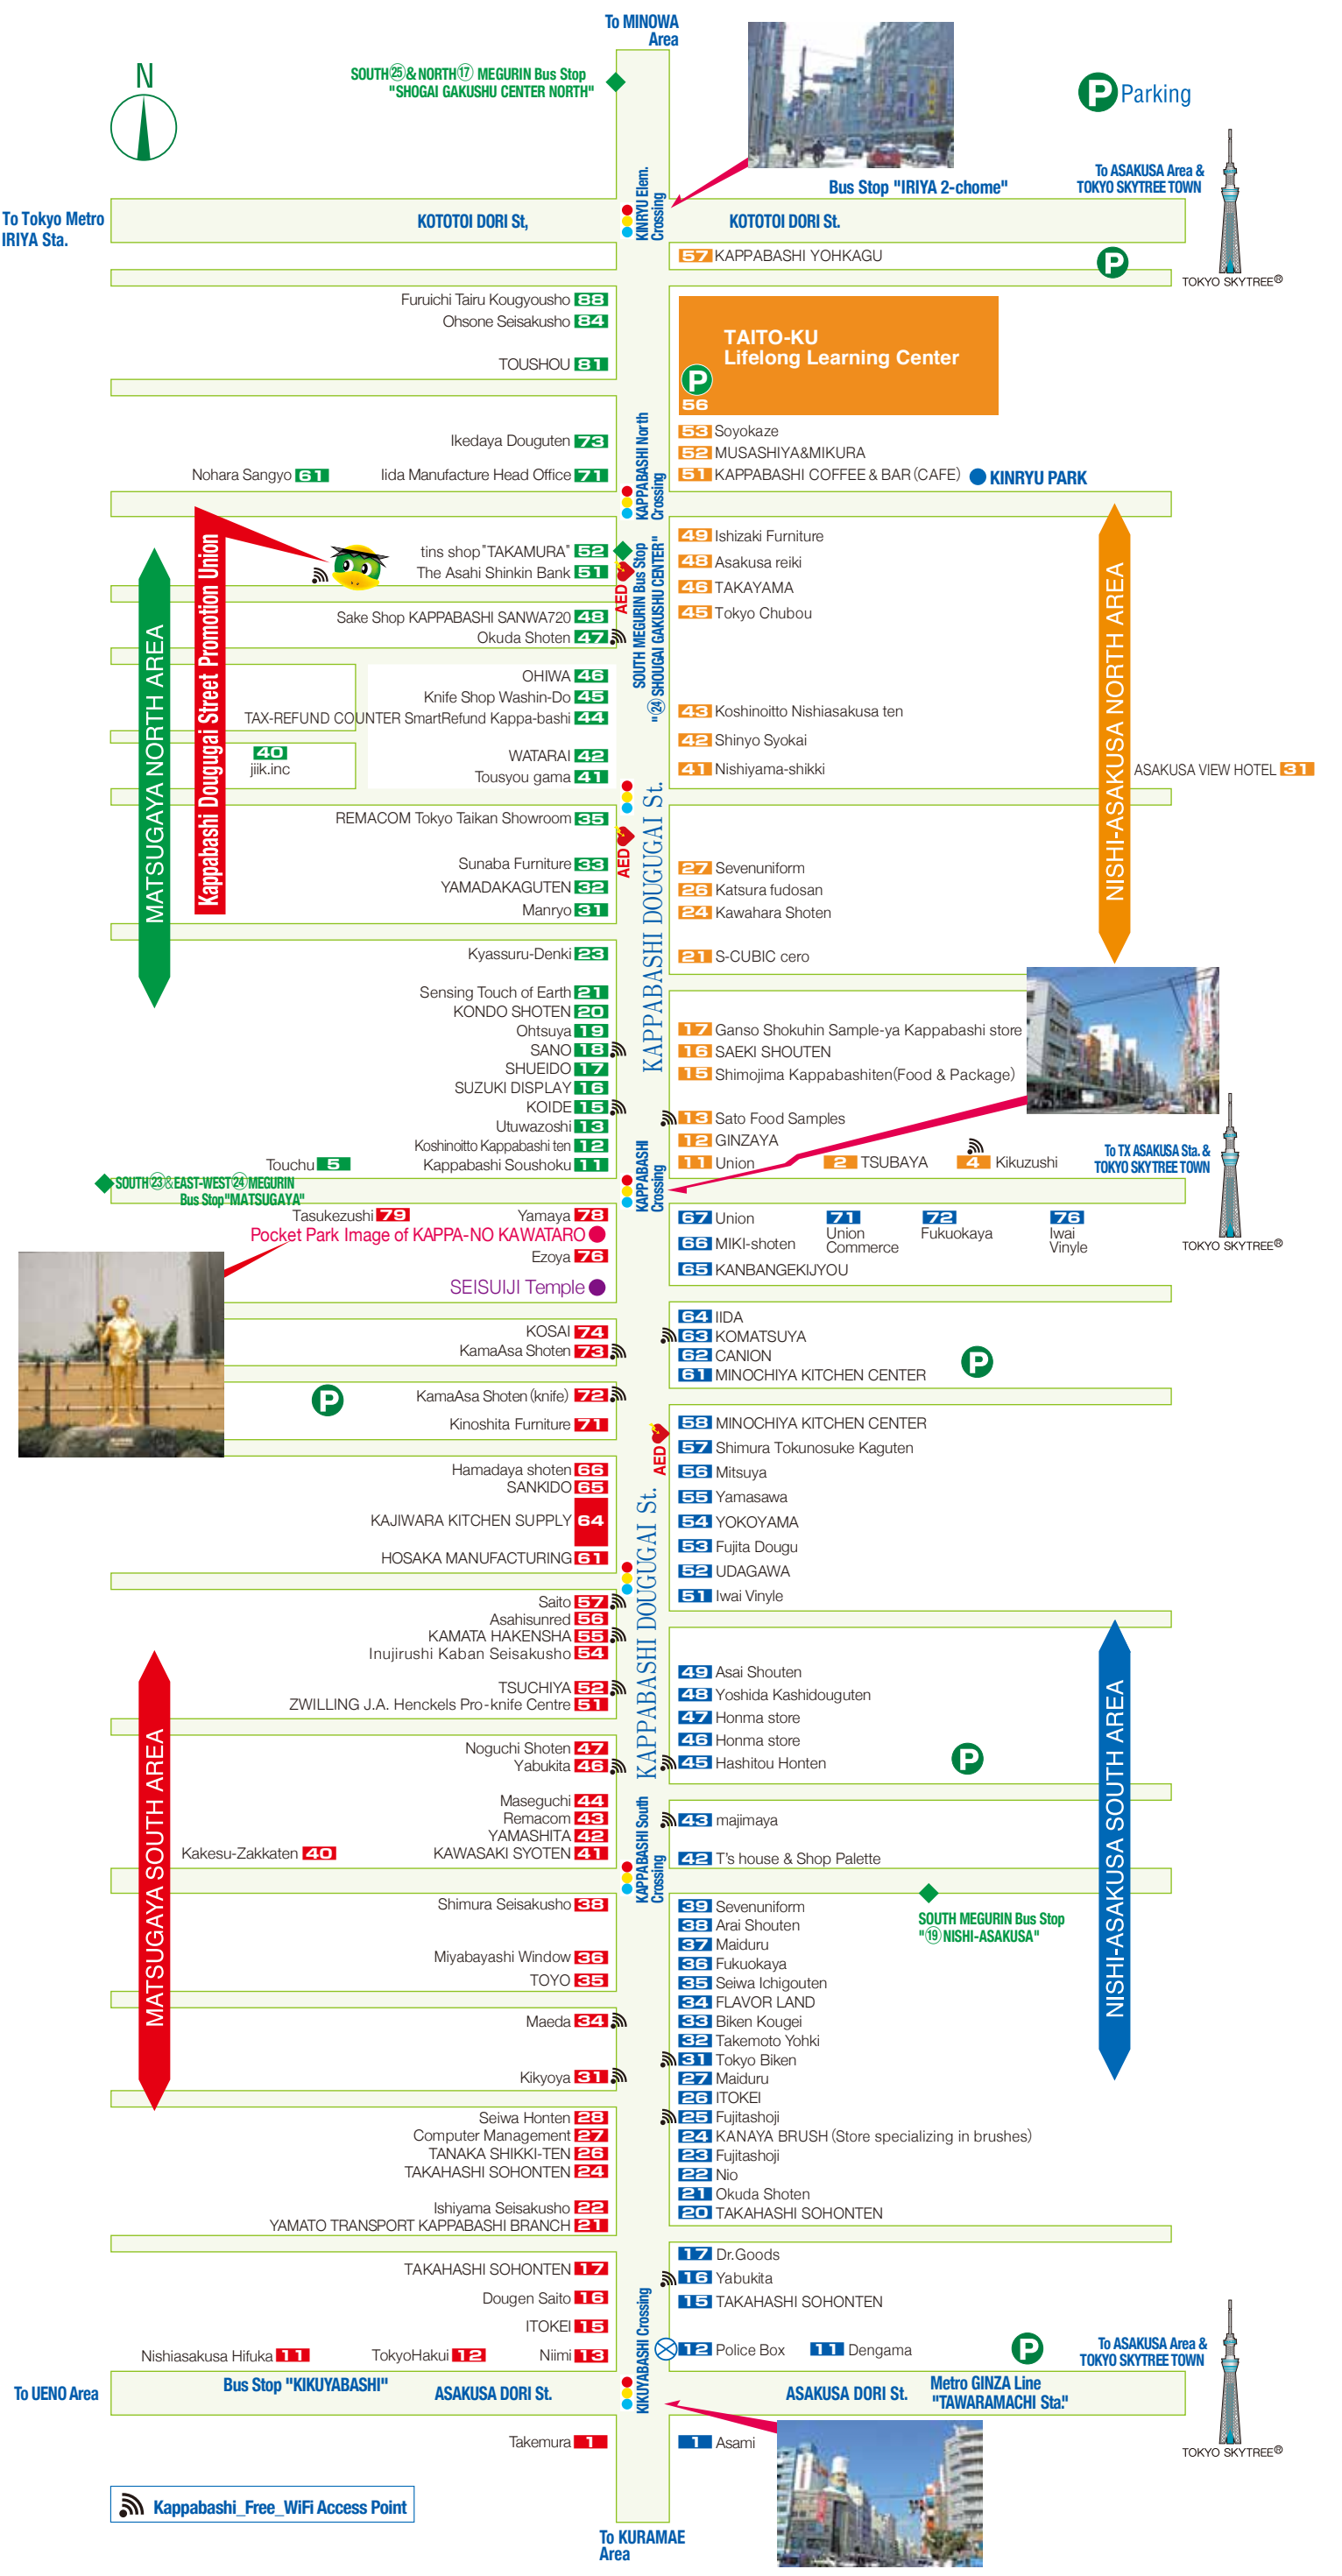 To MINOWA
Area
N
SOUTH㉕&NORTH⑰ MEGURIN Bus Stop
"SHOGAI GAKUSHU CENTER NORTH"
P Parking
To ASAKUSA Area &
TOKYO SKYTREE TOWN
Bus Stop "IRIYA 2-chome"
KINRYU Elem.
Crossing
To Tokyo Metro
IRIYA Sta.
KOTOTOI DORI St,
KOTOTOI DORI St.
57 KAPPABASHI YOHKAGU
P
TOKYO SKYTREE®
Furuichi Tairu Kougyousho 88
Ohsone Seisakusho 84
TOUSHOU 81
TAITO-KU
Lifelong Learning Center
P
56
KAPPABASHI North
Crossing
Ikedaya Douguten 73
Nohara Sangyo 61
Iida Manufacture Head Office 71
53 Soyokaze
52 MUSASHIYA&MIKURA
51 KAPPABASHI COFFEE & BAR (CAFE)
KINRYU PARK
Kappabashi Dougugai Street Promotion Union
MATSUGAYA NORTH AREA
NISHI-ASAKUSA NORTH AREA
tins shop"TAKAMURA" 52
The Asahi Shinkin Bank 51
AED
SOUTH MEGURIN Bus Stop
"㉔ SHOUGAI GAKUSHU CENTER"
Sake Shop KAPPABASHI SANWA720 48
Okuda Shoten 47
OHIWA 46
Knife Shop Washin-Do 45
TAX-REFUND COUNTER SmartRefund Kappa-bashi 44
40
jiik.inc
WATARAI 42
Tousyou gama 41
49 Ishizaki Furniture
48 Asakusa reiki
46 TAKAYAMA
45 Tokyo Chubou
43 Koshinoitto Nishiasakusa ten
42 Shinyo Syokai
41 Nishiyama-shikki
ASAKUSA VIEW HOTEL 31
KAPPABASHI DOUGUGAI St.
REMACOM Tokyo Taikan Showroom 35
AED
Sunaba Furniture 33
YAMADAKAGUTEN 32
Manryo 31
27 Sevenuniform
26 Katsura fudosan
24 Kawahara Shoten
21 S-CUBIC cero
Kyassuru-Denki 23
Sensing Touch of Earth 21
KONDO SHOTEN 20
Ohtsuya 19
SANO 18
SHUEIDO 17
SUZUKI DISPLAY 16
KOIDE 15
Utuwazoshi 13
Koshinoitto Kappabashi ten 12
Touchu 5
Kappabashi Soushoku 11
17 Ganso Shokuhin Sample-ya Kappabashi store
16 SAEKI SHOUTEN
15 Shimojima Kappabashiten(Food & Package)
13 Sato Food Samples
12 GINZAYA
11 Union
2 TSUBAYA
4 Kikuzushi
KAPPABASHI
Crossing
To TX ASAKUSA Sta. &
TOKYO SKYTREE TOWN
TOKYO SKYTREE®
SOUTH㉓&EAST-WEST㉔MEGURIN
Bus Stop"MATSUGAYA"
Tasukezushi 79
Yamaya 78
Pocket Park Image of KAPPA-NO KAWATARO
Ezoya 76
SEISUIJI Temple
67 Union
66 MIKI-shoten
65 KANBANGEKIJYOU
71
Union
Commerce
72
Fukuokaya
76
Iwai
Vinyle
KOSAI 74
KamaAsa Shoten 73
P
KamaAsa Shoten (knife) 72
Kinoshita Furniture 71
64 IIDA
63 KOMATSUYA
62 CANION
61 MINOCHIYA KITCHEN CENTER
P
AED
Hamadaya shoten 66
SANKIDO 65
KAJIWARA KITCHEN SUPPLY 64
HOSAKA MANUFACTURING 61
58 MINOCHIYA KITCHEN CENTER
57 Shimura Tokunosuke Kaguten
56 Mitsuya
55 Yamasawa
54 YOKOYAMA
53 Fujita Dougu
52 UDAGAWA
51 Iwai Vinyle
KAPPABASHI DOUGUGAI St.
Saito 57
Asahisunred 56
KAMATA HAKENSHA 55
Inujirushi Kaban Seisakusho 54
TSUCHIYA 52
ZWILLING J.A. Henckels Pro-knife Centre 51
MATSUGAYA SOUTH AREA
NISHI-ASAKUSA SOUTH AREA
49 Asai Shouten
48 Yoshida Kashidouguten
47 Honma store
46 Honma store
45 Hashitou Honten
P
Noguchi Shoten 47
Yabukita 46
Maseguchi 44
Remacom 43
YAMASHITA 42
Kakesu-Zakkaten 40
KAWASAKI SYOTEN 41
43 majimaya
42 T's house & Shop Palette
KAPPABASHI South
Crossing
SOUTH MEGURIN Bus Stop
"⑲NISHI-ASAKUSA"
Shimura Seisakusho 38
Miyabayashi Window 36
TOYO 35
Maeda 34
Kikyoya 31
39 Sevenuniform
38 Arai Shouten
37 Maiduru
36 Fukuokaya
35 Seiwa Ichigouten
34 FLAVOR LAND
33 Biken Kougei
32 Takemoto Yohki
31 Tokyo Biken
27 Maiduru
26 ITOKEI
25 Fujitashoji
24 KANAYA BRUSH (Store specializing in brushes)
23 Fujitashoji
22 Nio
21 Okuda Shoten
20 TAKAHASHI SOHONTEN
Seiwa Honten 28
Computer Management 27
TANAKA SHIKKI-TEN 26
TAKAHASHI SOHONTEN 24
Ishiyama Seisakusho 22
YAMATO TRANSPORT KAPPABASHI BRANCH 21
TAKAHASHI SOHONTEN 17
Dougen Saito 16
ITOKEI 15
Nishiasakusa Hifuka 11
TokyoHakui 12
Niimi 13
17 Dr.Goods
16 Yabukita
15 TAKAHASHI SOHONTEN
12 Police Box
11 Dengama
P
KIKUYABASHI Crossing
To ASAKUSA Area &
TOKYO SKYTREE TOWN
To UENO Area
Bus Stop "KIKUYABASHI"
ASAKUSA DORI St.
ASAKUSA DORI St.
Metro GINZA Line
"TAWARAMACHI Sta."
TOKYO SKYTREE®
Takemura 1
1 Asami
Kappabashi_Free_WiFi Access Point
To KURAMAE
Area